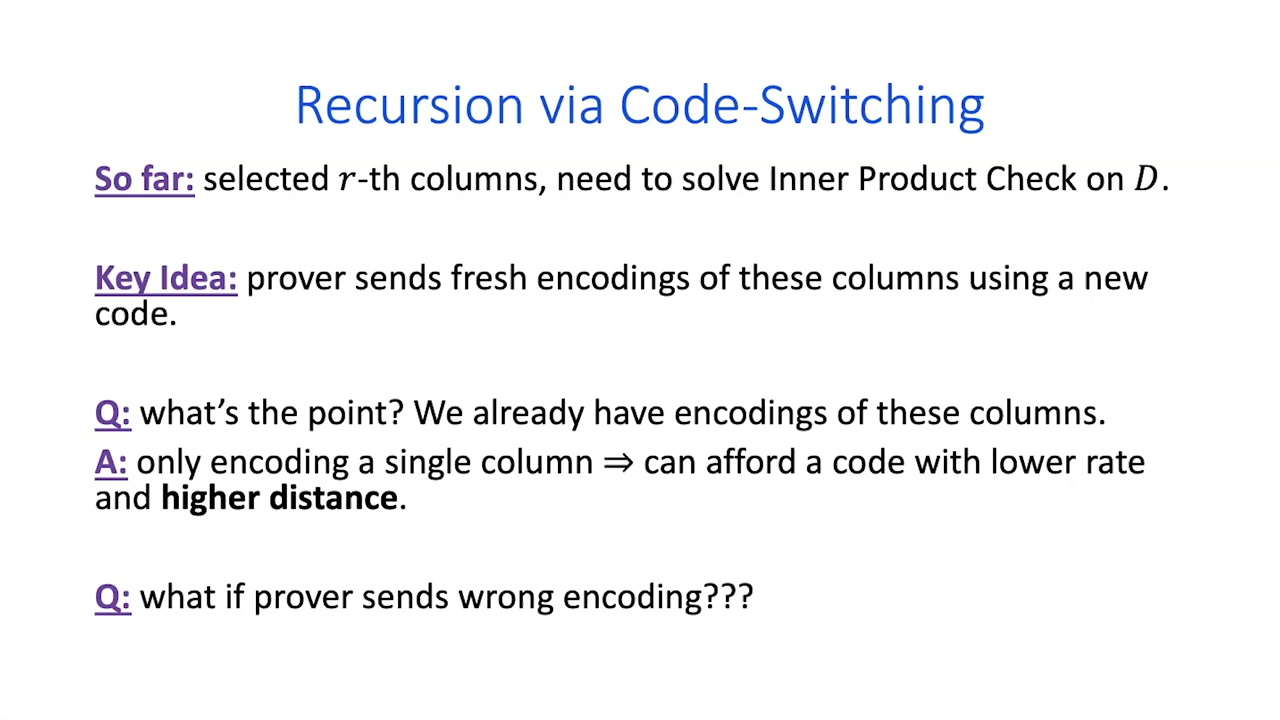 Recursion via Code-Switching
So far: selected r-th columns, need to solve Inner Product Check on D.
Key Idea: prover sends fresh encodings of these columns using a new
code.
Q: what's the point? We already have encodings of these columns.
A: only encoding a single column ⇒ can afford a code with lower rate
and higher distance.
Q: what if prover sends wrong encoding???